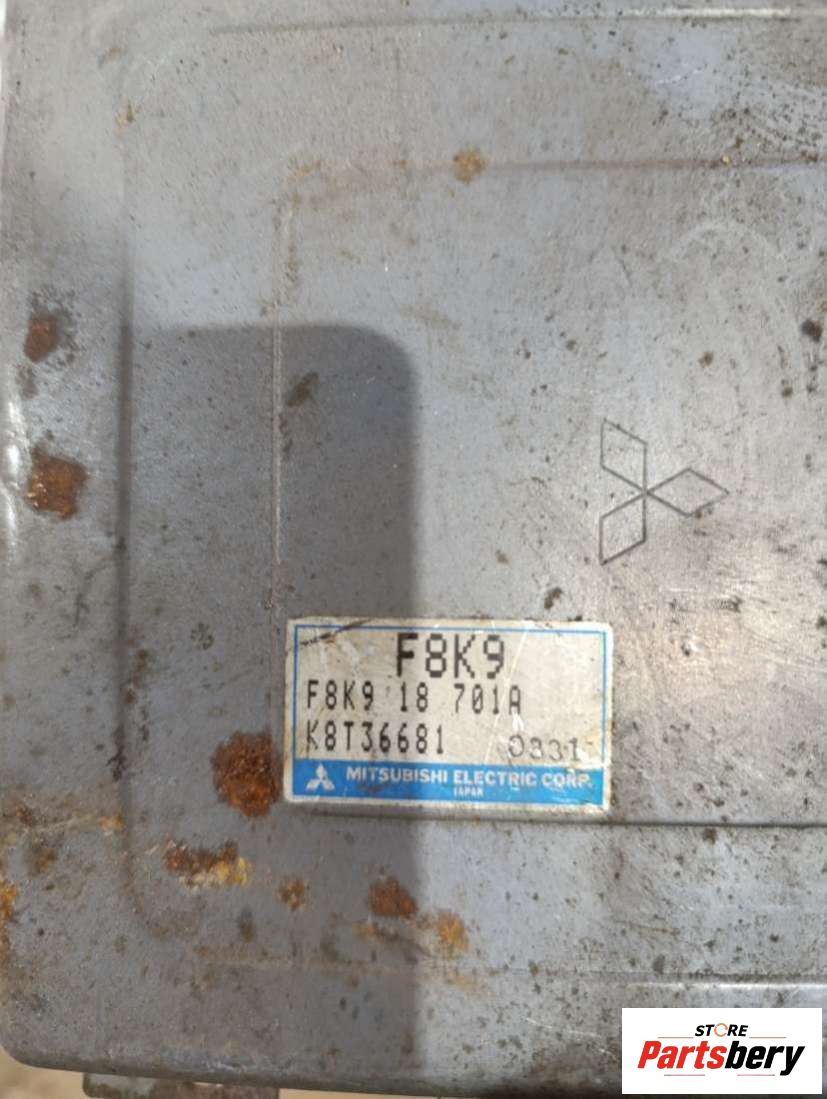 F8K9
F8K9 18 701A
K8T36681 0331
MITSUBISHI ELECTRIC CORP.
JAPAN
STORE
Partsbery